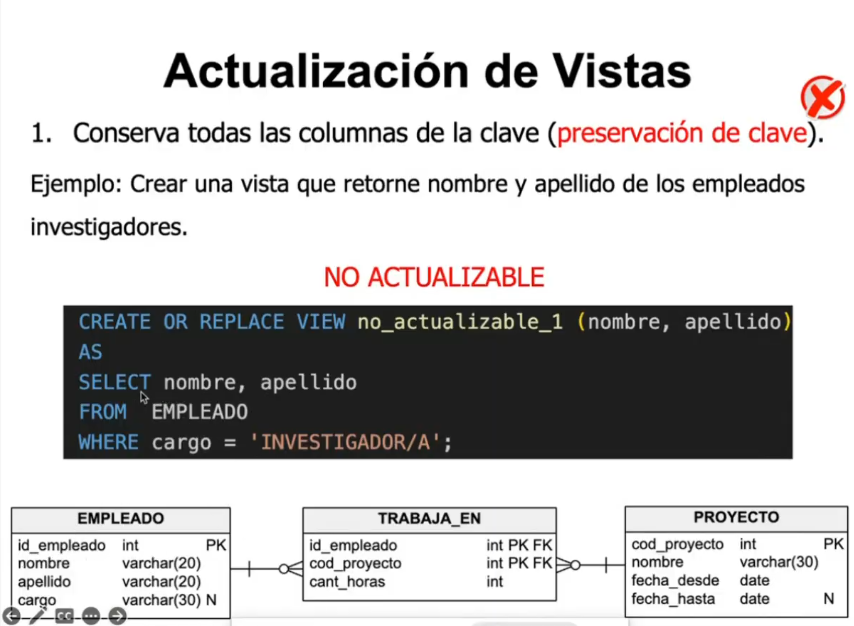 Actualización de Vistas
1. Conserva todas las columnas de la clave (preservación de clave).
Ejemplo: Crear una vista que retorne nombre y apellido de los empleados
investigadores.
NO ACTUALIZABLE
CREATE OR REPLACE VIEW no_actualizable_1 (nombre, apellido)
AS
SELECT nombre, apellido
FROM EMPLEADO
WHERE cargo = 'INVESTIGADOR/A';
EMPLEADO
id_empleado int PK
nombre varchar(20)
apellido varchar(20)
cargo varchar(30) N
TRABAJA_EN
id_empleado int PK FK
cod_proyecto int PK FK
cant_horas int
PROYECTO
cod_proyecto int PK
nombre varchar(30)
fecha_desde date
fecha_hasta date N
CC